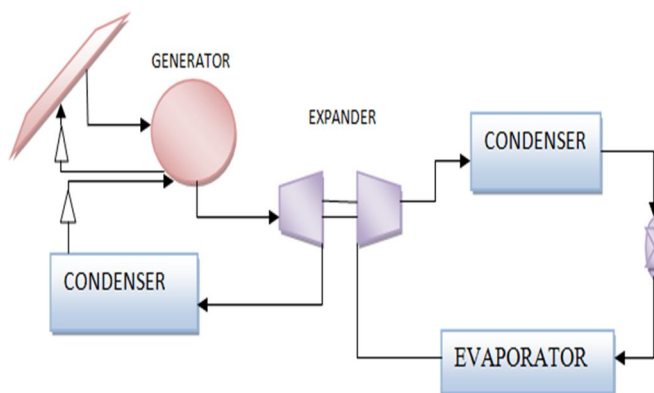 GENERATOR
EXPANDER
CONDENSER
CONDENSER
EVAPORATOR